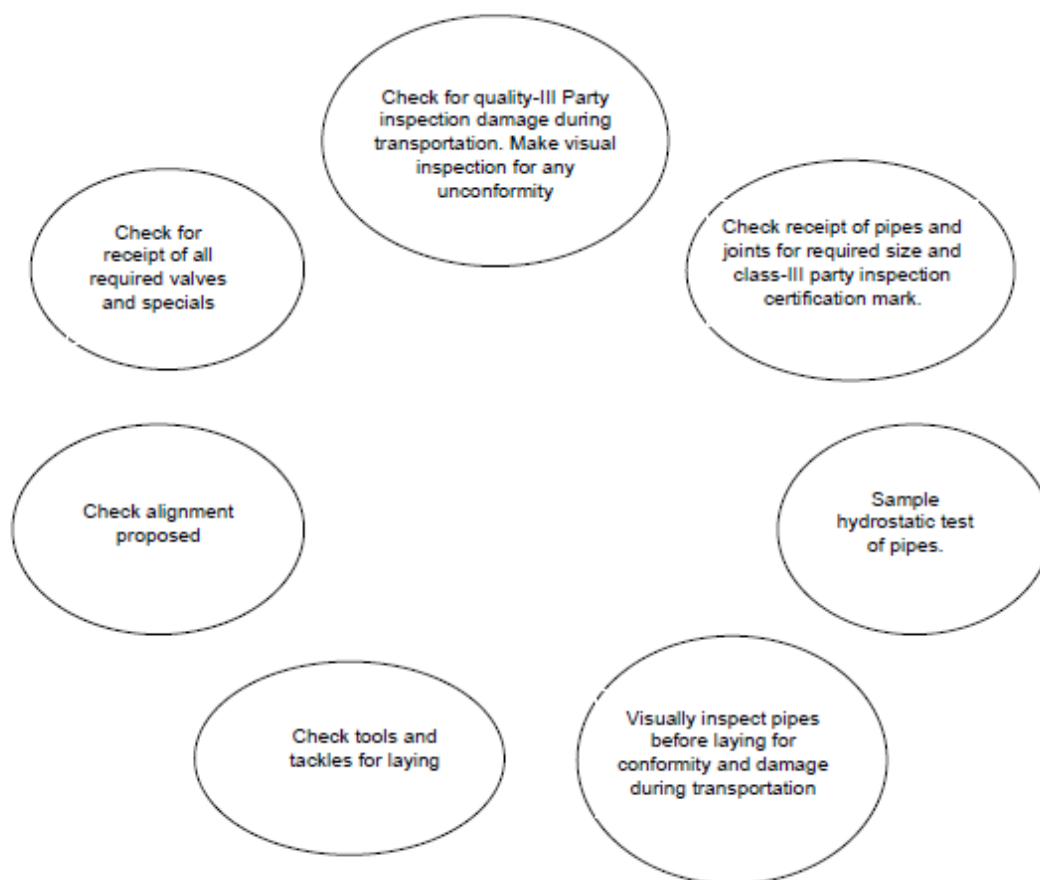 Check for quality-III Party
inspection damage during
transportation. Make visual
inspection for any
unconformity
Check for
receipt of all
required valves
and specials
Check receipt of pipes and
joints for required size and
class-III party inspection
certification mark.
Check alignment
proposed
Sample
hydrostatic test
of pipes.
Check tools and
tackles for laying
Visually inspect pipes
before laying for
conformity and damage
during transportation